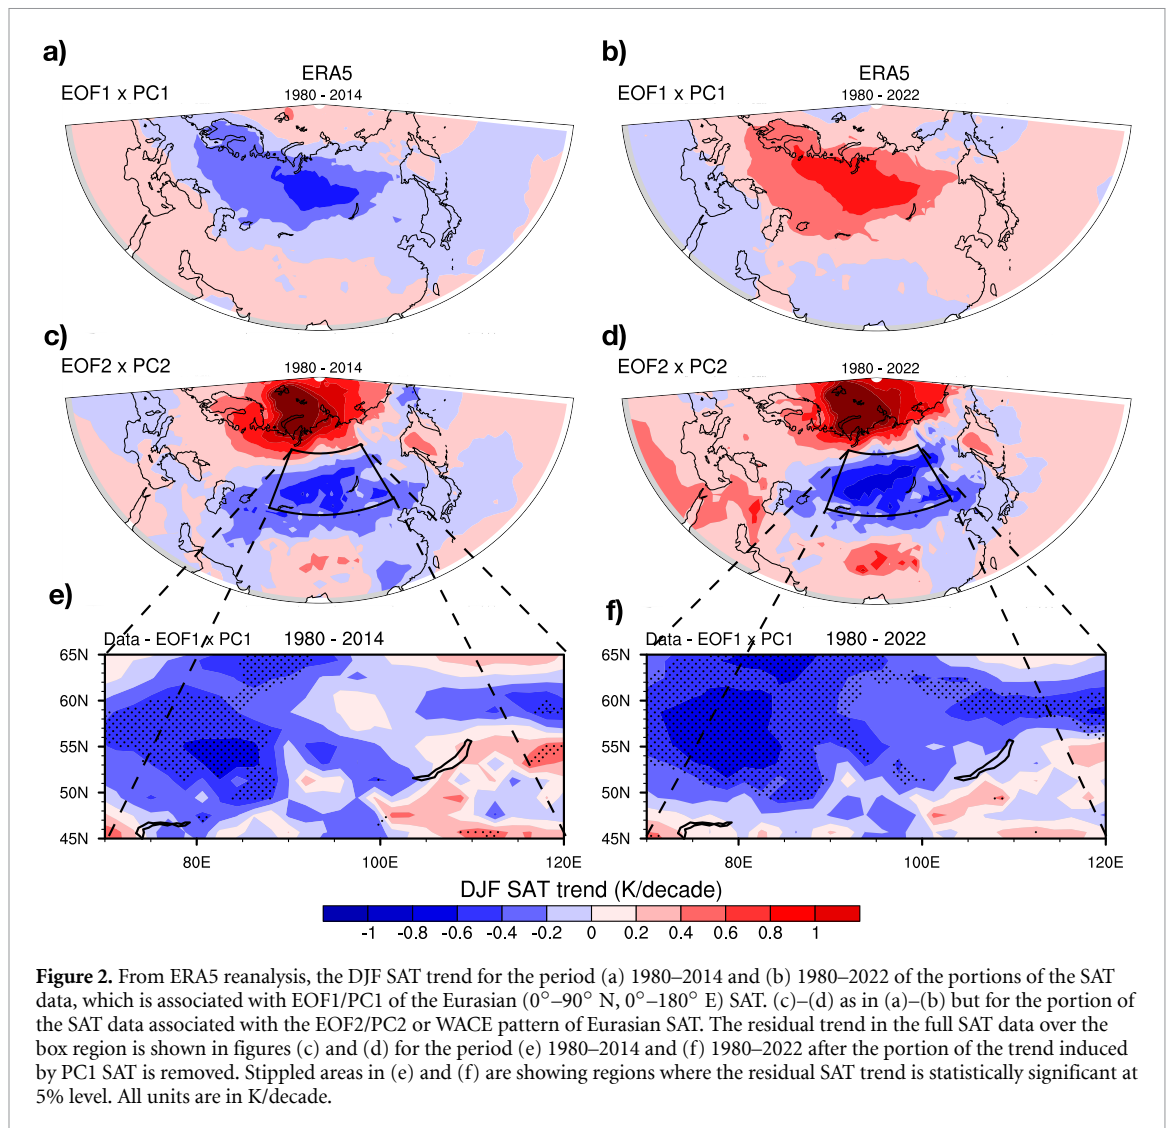 a)
ERA5
EOF1 x PC1
1980 - 2014
b)
ERA5
EOF1 x PC1
1980 - 2022
c)
EOF2 x PC2
1980 - 2014
d)
EOF2 x PC2
1980 - 2022
e)
Data - EOF1 x PC1
1980 - 2014
65N
60N
55N
50N
45N
80E
100E
120E
f)
Data - EOF1 x PC1
1980 - 2022
65N
60N
55N
50N
45N
80E
100E
120E
DJF SAT trend (K/decade)
-1 -0.8 -0.6 -0.4 -0.2 0 0.2 0.4 0.6 0.8 1
Figure 2. From ERA5 reanalysis, the DJF SAT trend for the period (a) 1980–2014 and (b) 1980–2022 of the portions of the SAT
data, which is associated with EOF1/PC1 of the Eurasian (0°–90° N, 0°–180° E) SAT. (c)–(d) as in (a)–(b) but for the portion of
the SAT data associated with the EOF2/PC2 or WACE pattern of Eurasian SAT. The residual trend in the full SAT data over the
box region is shown in figures (c) and (d) for the period (e) 1980–2014 and (f) 1980–2022 after the portion of the trend induced
by PC1 SAT is removed. Stippled areas in (e) and (f) are showing regions where the residual SAT trend is statistically significant at
5% level. All units are in K/decade.